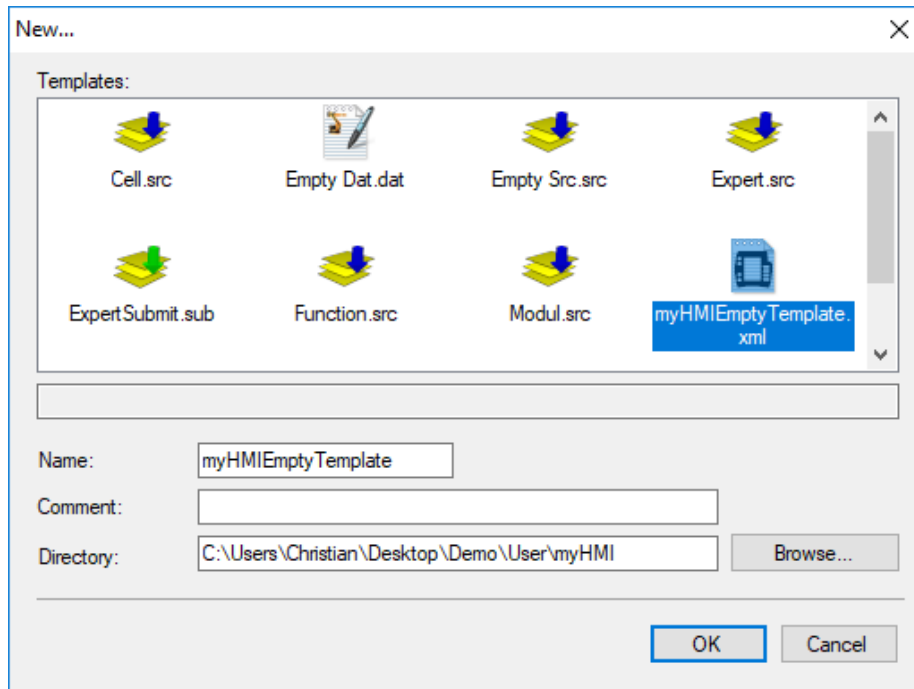 New...
Templates:
Cell.src
Empty Dat.dat
Empty Src.src
Expert.src
ExpertSubmit.sub
Function.src
Modul.src
myHMIEmptyTemplate.
xml
Name:
myHMIEmptyTemplate
Comment:
Directory:
C:\Users\Christian\Desktop\Demo\User\myHMI
Browse...
OK
Cancel